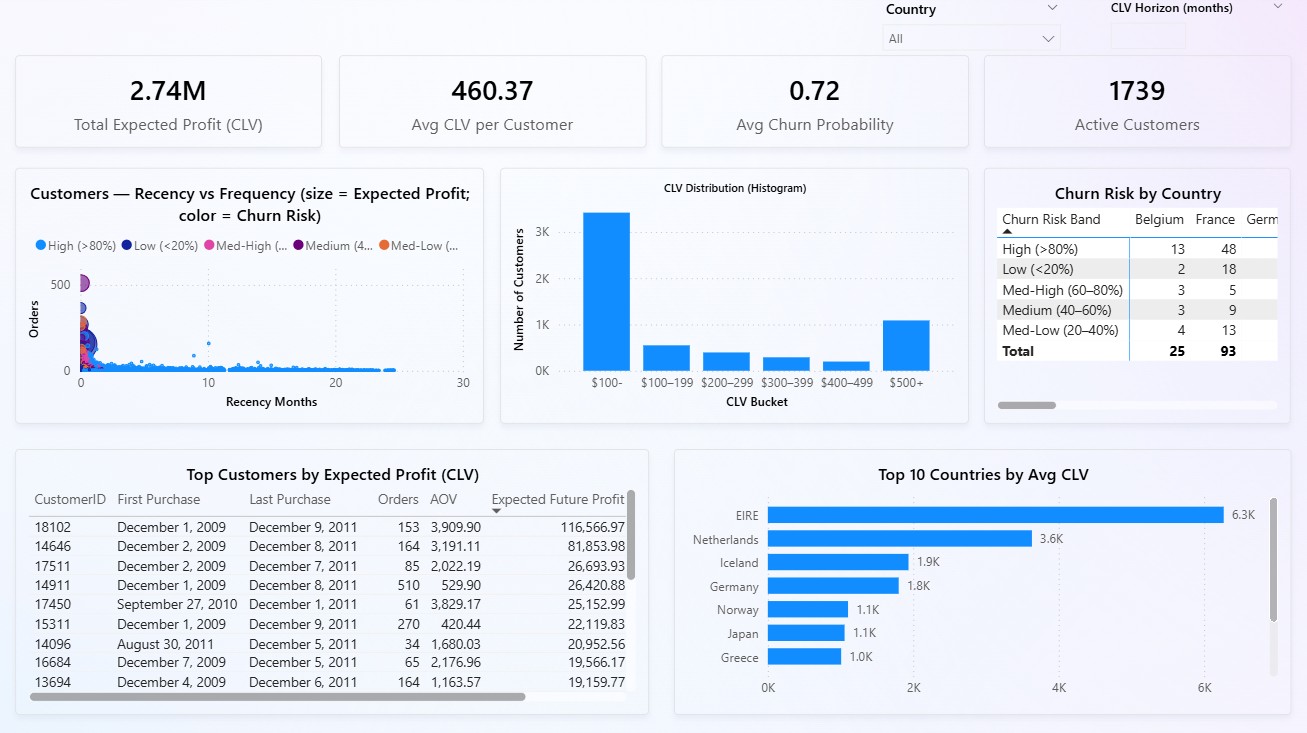 Country
CLV Horizon (months)
All
2.74M
Total Expected Profit (CLV)
460.37
Avg CLV per Customer
0.72
Avg Churn Probability
1739
Active Customers
Customers — Recency vs Frequency (size = Expected Profit;
color = Churn Risk)
High (>80%) Low (<20%) Med-High (... Medium (4... Med-Low (...
Orders
500
0
0 10 20 30
Recency Months
CLV Distribution (Histogram)
Number of Customers
3K
2K
1K
0K
$100- $100–199 $200–299 $300–399 $400–499 $500+
CLV Bucket
Churn Risk by Country
Churn Risk Band Belgium France Germ
High (>80%) 13 48
Low (<20%) 2 18
Med-High (60–80%) 3 5
Medium (40–60%) 3 9
Med-Low (20–40%) 4 13
Total 25 93
Top Customers by Expected Profit (CLV)
CustomerID First Purchase Last Purchase Orders AOV Expected Future Profit
18102 December 1, 2009 December 9, 2011 153 3,909.90 116,566.97
14646 December 2, 2009 December 8, 2011 164 3,191.11 81,853.98
17511 December 2, 2009 December 7, 2011 85 2,022.19 26,693.93
14911 December 1, 2009 December 8, 2011 510 529.90 26,420.88
17450 September 27, 2010 December 1, 2011 61 3,829.17 25,152.99
15311 December 1, 2009 December 9, 2011 270 420.44 22,119.83
14096 August 30, 2011 December 5, 2011 34 1,680.03 20,952.56
16684 December 7, 2009 December 5, 2011 65 2,176.96 19,566.17
13694 December 4, 2009 December 6, 2011 164 1,163.57 19,159.77
Top 10 Countries by Avg CLV
EIRE 6.3K
Netherlands 3.6K
Iceland 1.9K
Germany 1.8K
Norway 1.1K
Japan 1.1K
Greece 1.0K
0K 2K 4K 6K